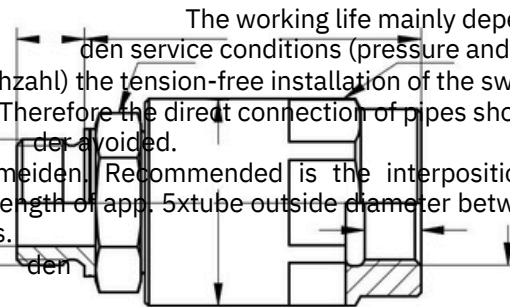 The working life mainly depe
den service conditions (pressure and
hzahl) the tension-free installation of the sw
Therefore the direct connection of pipes sho
der avoided.
meiden. Recommended is the interpositio
ength of app. 5xtube outside diameter betw
s.
den